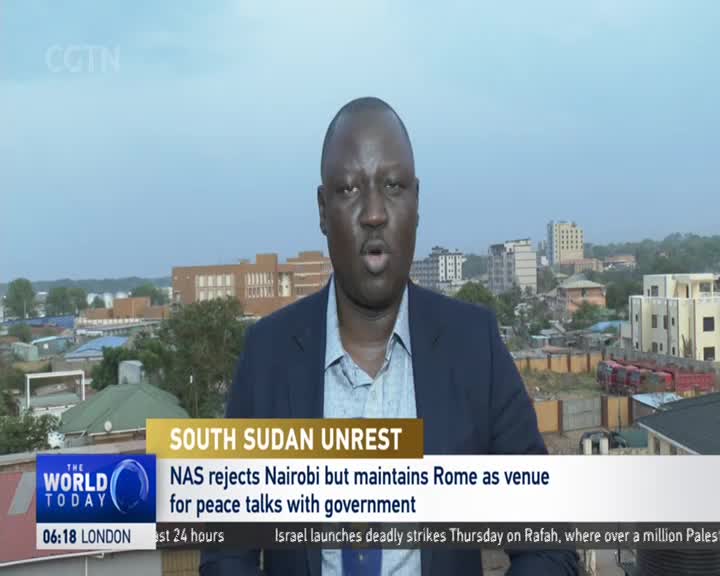 CGTN
SOUTH SUDAN UNREST
NAS rejects Nairobi but maintains Rome as venue
for peace talks with government
THE
WORLD
TODAY
06:18 LONDON
ast 24 hours Israel launches deadly strikes Thursday on Rafah, where over a million Palest